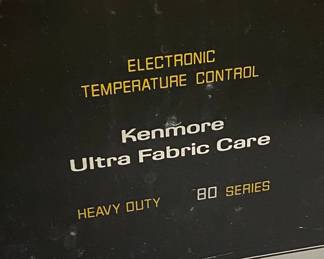 ELECTRONIC
TEMPERATURE CONTROL
Kenmore
Ultra Fabric Care
HEAVY DUTY 80 SERIES